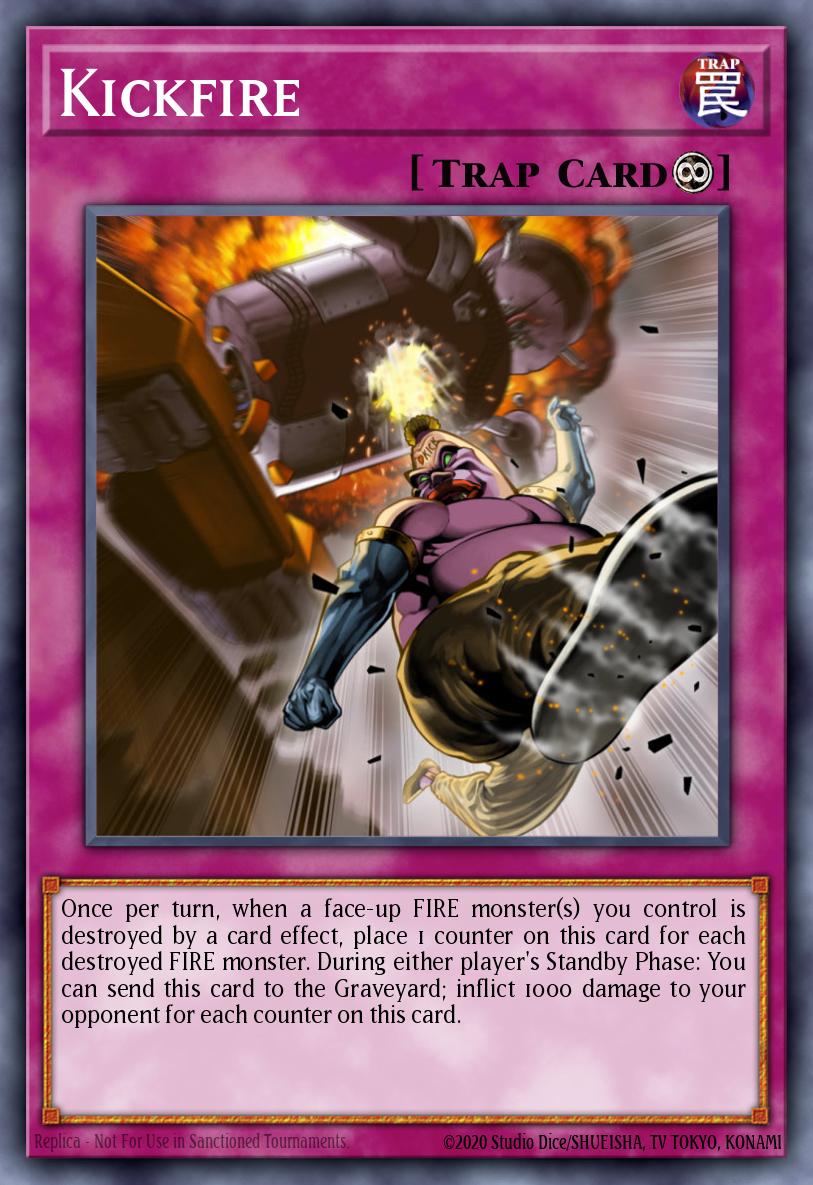 Kickfire
TRAP
罠
[TRAP CARD]
KICK
Once per turn, when a face-up FIRE monster(s) you control is
destroyed by a card effect, place 1 counter on this card for each
destroyed FIRE monster. During either player's Standby Phase: You
can send this card to the Graveyard; inflict 1000 damage to your
opponent for each counter on this card.
Replica - Not For Use in Sanctioned Tournaments.
©2020 Studio Dice/SHUEISHA, TV TOKYO, KONAMI